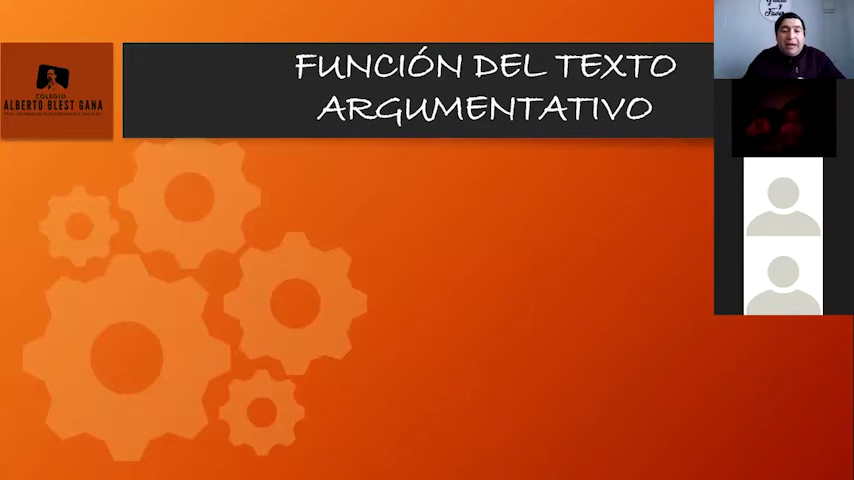 FUNCIÓN DEL TEXTO
ARGUMENTATIVO
COLEGIO
ALBERTO BLEST GANA